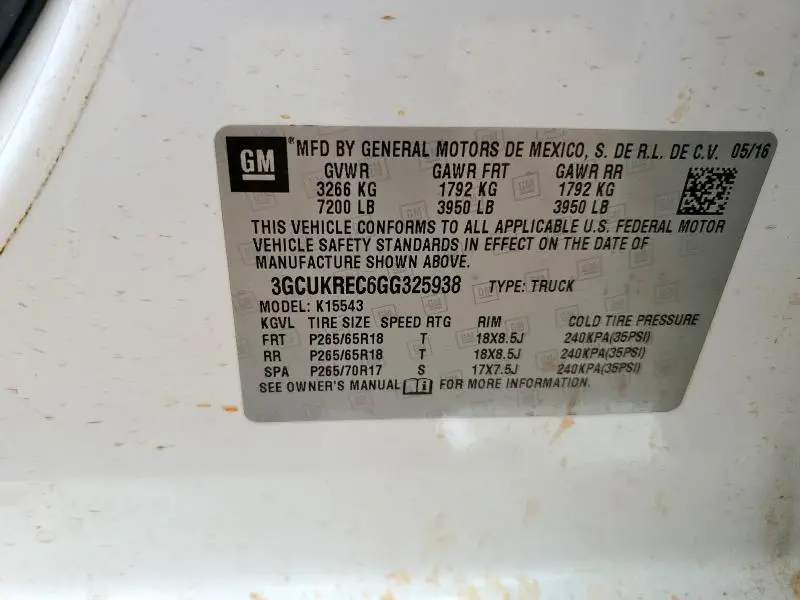 GM ®MFD BY GENERAL MOTORS DE MEXICO, S. DE R.L. DE C.V. 05/16
GVWR GAWR FRT GAWR RR
3266 KG 1792 KG 1792 KG
7200 LB 3950 LB 3950 LB
THIS VEHICLE CONFORMS TO ALL APPLICABLE U.S. FEDERAL MOTOR
VEHICLE SAFETY STANDARDS IN EFFECT ON THE DATE OF
MANUFACTURE SHOWN ABOVE.
3GCUKREC6GG325938 TYPE: TRUCK
MODEL: K15543
KGVL TIRE SIZE SPEED RTG RIM COLD TIRE PRESSURE
FRT P265/65R18 T 18X8.5J 240KPA(35PSI)
RR P265/65R18 T 18X8.5J 240KPA(35PSI)
SPA P265/70R17 S 17X7.5J 240KPA(35PSI)
SEE OWNER'S MANUAL FOR MORE INFORMATION.